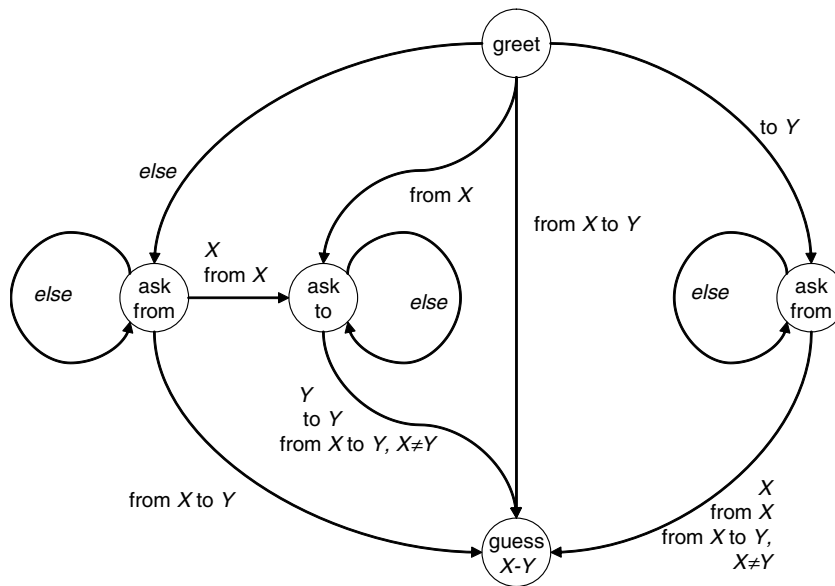 greet
to Y
else
from X
from X to Y
X
from X
ask
from
ask
to
ask
from
else
else
else
Y
to Y
from X to Y, X≠Y
from X to Y
X
from X
from X to Y,
X≠Y
guess
X-Y